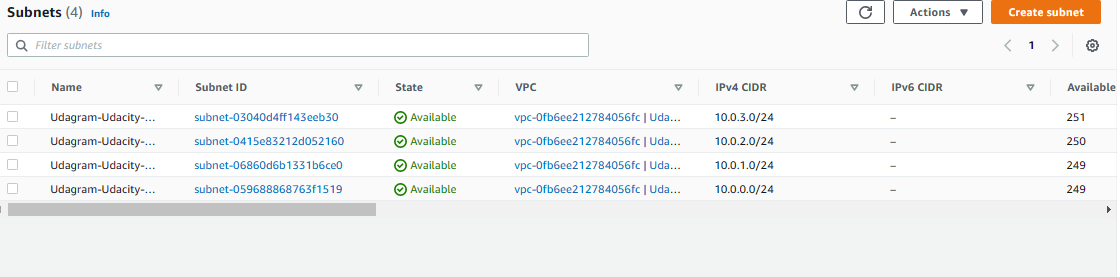 Subnets (4) Info Actions Create subnet
Filter subnets 1
Name Subnet ID State VPC IPv4 CIDR IPv6 CIDR Available
Udagram-Udacity-... subnet-03040d4ff143eeb30 Available vpc-0fb6ee212784056fc | Uda... 10.0.3.0/24 – 251
Udagram-Udacity-... subnet-0415e83212d052160 Available vpc-0fb6ee212784056fc | Uda... 10.0.2.0/24 – 250
Udagram-Udacity-... subnet-06860d6b1331b6ce0 Available vpc-0fb6ee212784056fc | Uda... 10.0.1.0/24 – 249
Udagram-Udacity-... subnet-059688868763f1519 Available vpc-0fb6ee212784056fc | Uda... 10.0.0.0/24 – 249